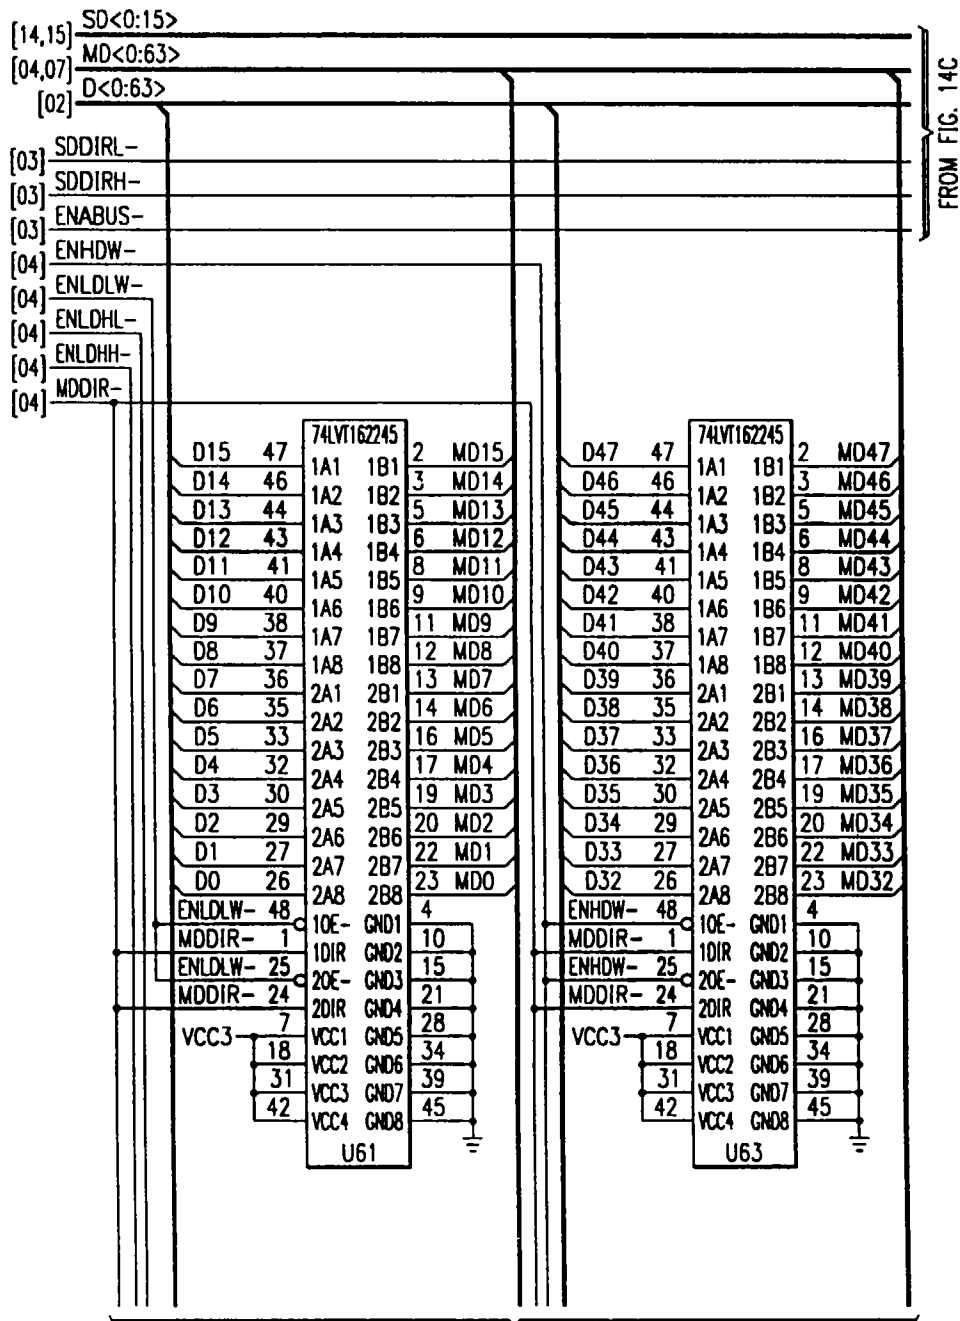 [14,15] SD<0:15>
[04,07] MD<0:63>
[02] D<0:63>
[03] SDDIRL-
[03] SDDIRH-
[03] ENABUS-
[04] ENHDW-
[04] ENLDLW-
[04] ENLDHL-
[04] ENLDHH-
[04] MDDIR-
FROM FIG. 14C
74LVT162245
D15 47 1A1 1B1 2 MD15
D14 46 1A2 1B2 3 MD14
D13 44 1A3 1B3 5 MD13
D12 43 1A4 1B4 6 MD12
D11 41 1A5 1B5 8 MD11
D10 40 1A6 1B6 9 MD10
D9 38 1A7 1B7 11 MD9
D8 37 1A8 1B8 12 MD8
D7 36 2A1 2B1 13 MD7
D6 35 2A2 2B2 14 MD6
D5 33 2A3 2B3 16 MD5
D4 32 2A4 2B4 17 MD4
D3 30 2A5 2B5 19 MD3
D2 29 2A6 2B6 20 MD2
D1 27 2A7 2B7 22 MD1
D0 26 2A8 2B8 23 MD0
ENLDLW- 48 1OE- GND1 4
MDDIR- 1 1DIR GND2 10
ENLDLW- 25 2OE- GND3 15
MDDIR- 24 2DIR GND4 21
VCC3 7 VCC1 GND5 28
18 VCC2 GND6 34
31 VCC3 GND7 39
42 VCC4 GND8 45
U61
74LVT162245
D47 47 1A1 1B1 2 MD47
D46 46 1A2 1B2 3 MD46
D45 44 1A3 1B3 5 MD45
D44 43 1A4 1B4 6 MD44
D43 41 1A5 1B5 8 MD43
D42 40 1A6 1B6 9 MD42
D41 38 1A7 1B7 11 MD41
D40 37 1A8 1B8 12 MD40
D39 36 2A1 2B1 13 MD39
D38 35 2A2 2B2 14 MD38
D37 33 2A3 2B3 16 MD37
D36 32 2A4 2B4 17 MD36
D35 30 2A5 2B5 19 MD35
D34 29 2A6 2B6 20 MD34
D33 27 2A7 2B7 22 MD33
D32 26 2A8 2B8 23 MD32
ENHDW- 48 1OE- GND1 4
MDDIR- 1 1DIR GND2 10
ENHDW- 25 2OE- GND3 15
MDDIR- 24 2DIR GND4 21
VCC3 7 VCC1 GND5 28
18 VCC2 GND6 34
31 VCC3 GND7 39
42 VCC4 GND8 45
U63